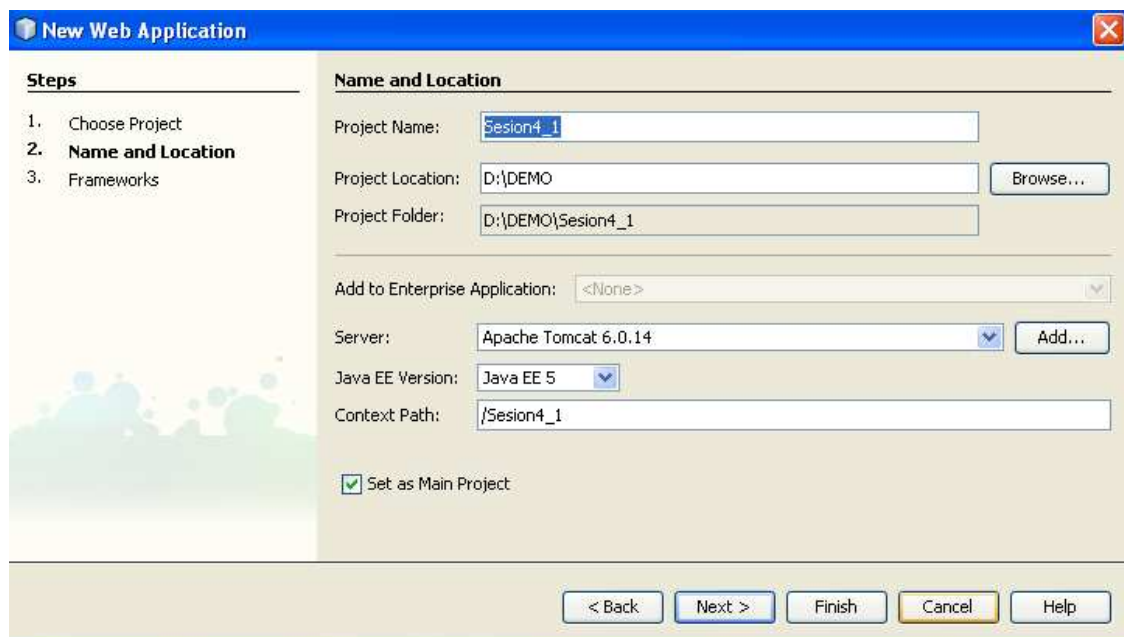 New Web Application
Steps
1. Choose Project
2. Name and Location
3. Frameworks
Name and Location
Project Name: Sesion4_1
Project Location: D:\DEMO Browse...
Project Folder: D:\DEMO\Sesion4_1
Add to Enterprise Application: <None>
Server: Apache Tomcat 6.0.14 Add...
Java EE Version: Java EE 5
Context Path: /Sesion4_1
Set as Main Project
< Back Next > Finish Cancel Help